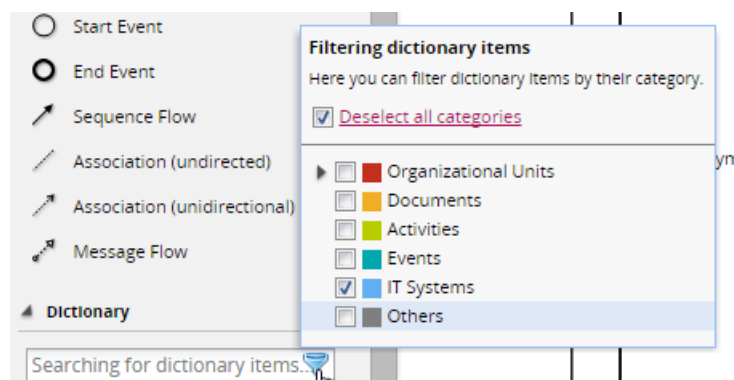 Start Event
End Event
Sequence Flow
Association (undirected)
Association (unidirectional)
Message Flow
Dictionary
Searching for dictionary items...
Filtering dictionary items
Here you can filter dictionary items by their category.
Deselect all categories
Organizational Units
Documents
Activities
Events
IT Systems
Others